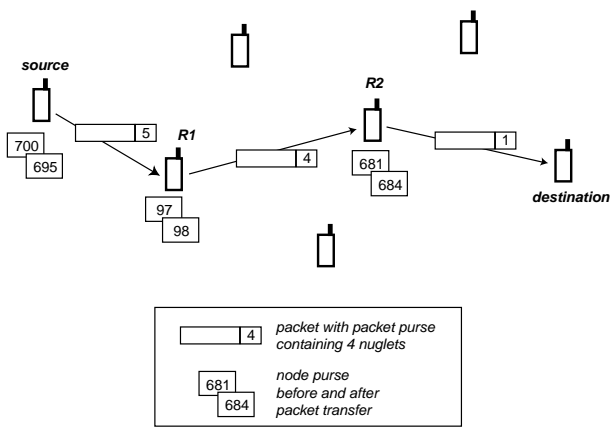 source
5
R1
R2
1
700
695
4
97
98
681
684
destination
4
packet with packet purse
containing 4 nuglets
681
684
node purse
before and after
packet transfer